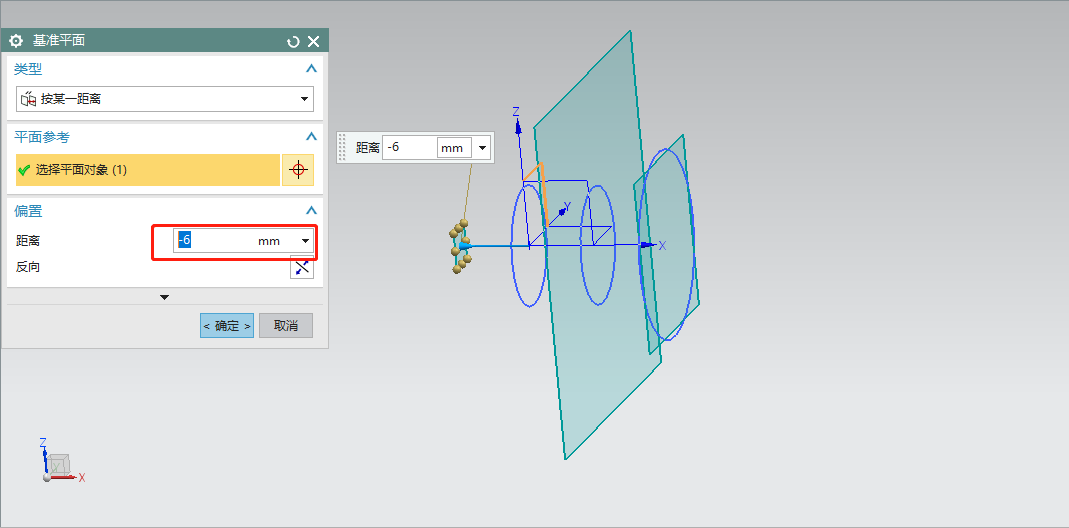 基准平面
类型
按某一距离
平面参考
选择平面对象 (1)
偏置
距离 -6 mm
反向
< 确定 > 取消
距离 -6 mm
Z
Y
X
Z
X